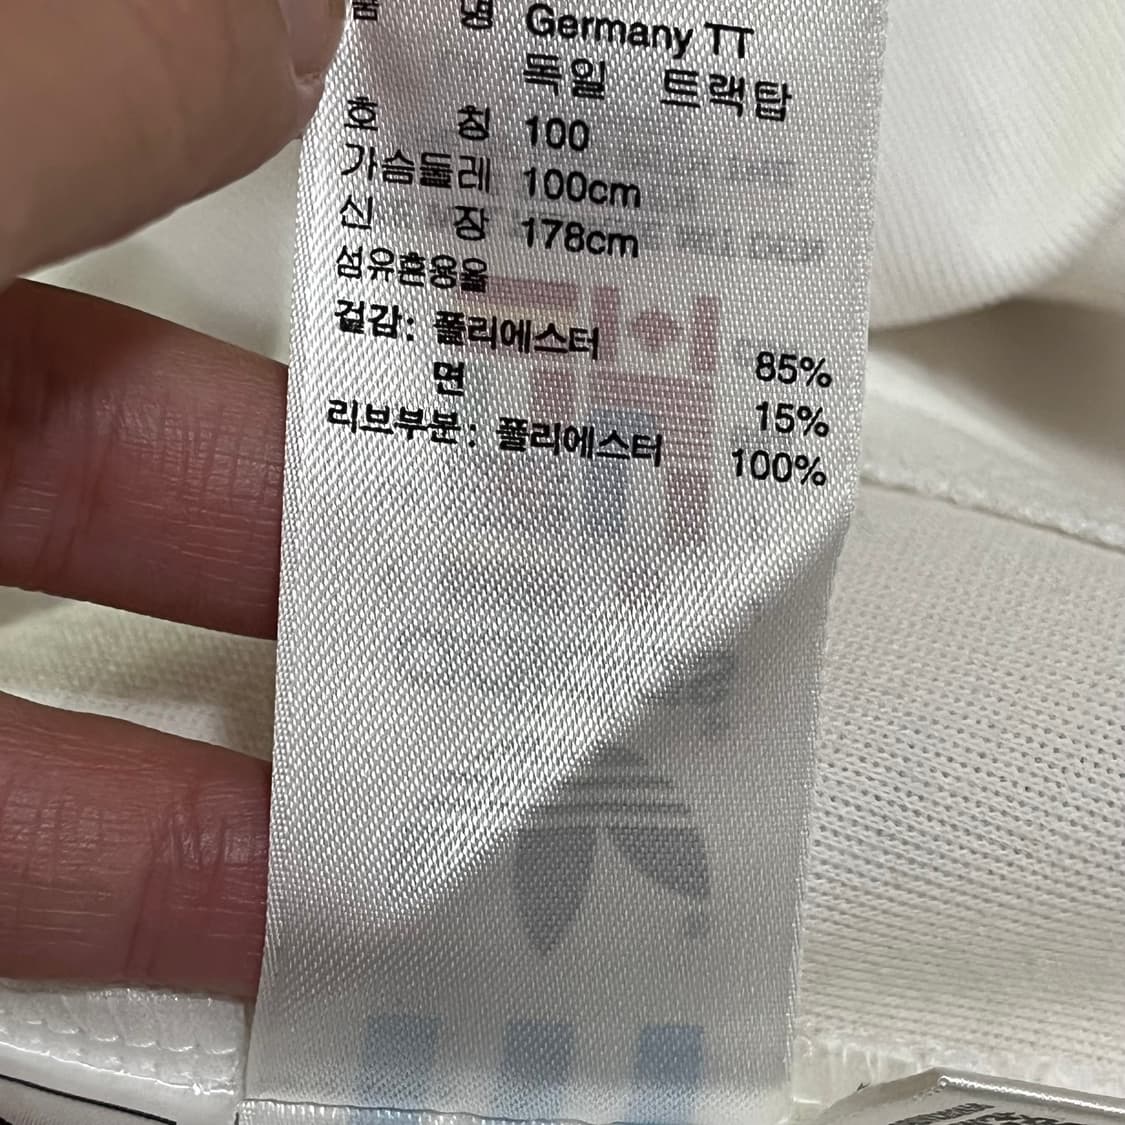 품 명 Germany TT
독일 트랙탑
호 칭 100
가슴둘레 100cm
신 장 178cm
섬유혼용율
겉감: 폴리에스터 85%
면 15%
리브부분: 폴리에스터 100%